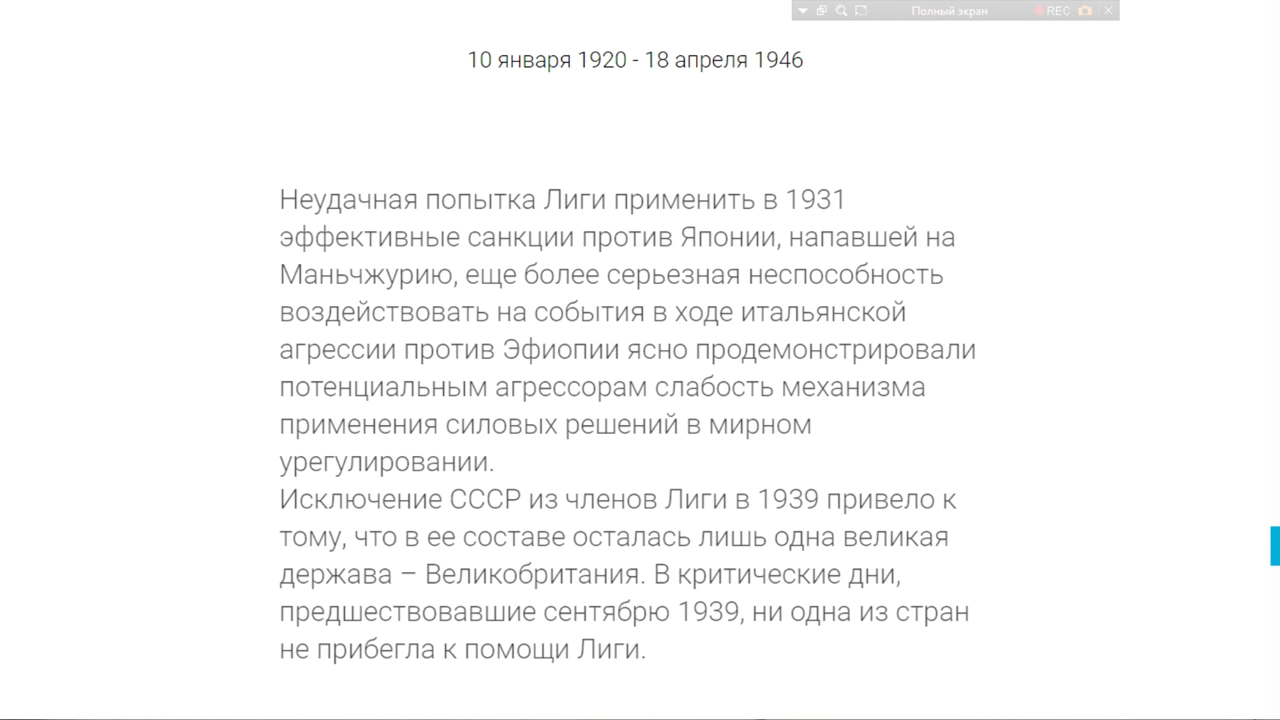 Полный экран
REC
10 января 1920 - 18 апреля 1946
Неудачная попытка Лиги применить в 1931
эффективные санкции против Японии, напавшей на
Маньчжурию, еще более серьезная неспособность
воздействовать на события в ходе итальянской
агрессии против Эфиопии ясно продемонстрировали
потенциальным агрессорам слабость механизма
применения силовых решений в мирном
урегулировании.
Исключение СССР из членов Лиги в 1939 привело к
тому, что в ее составе осталась лишь одна великая
держава – Великобритания. В критические дни,
предшествовавшие сентябрю 1939, ни одна из стран
не прибегла к помощи Лиги.